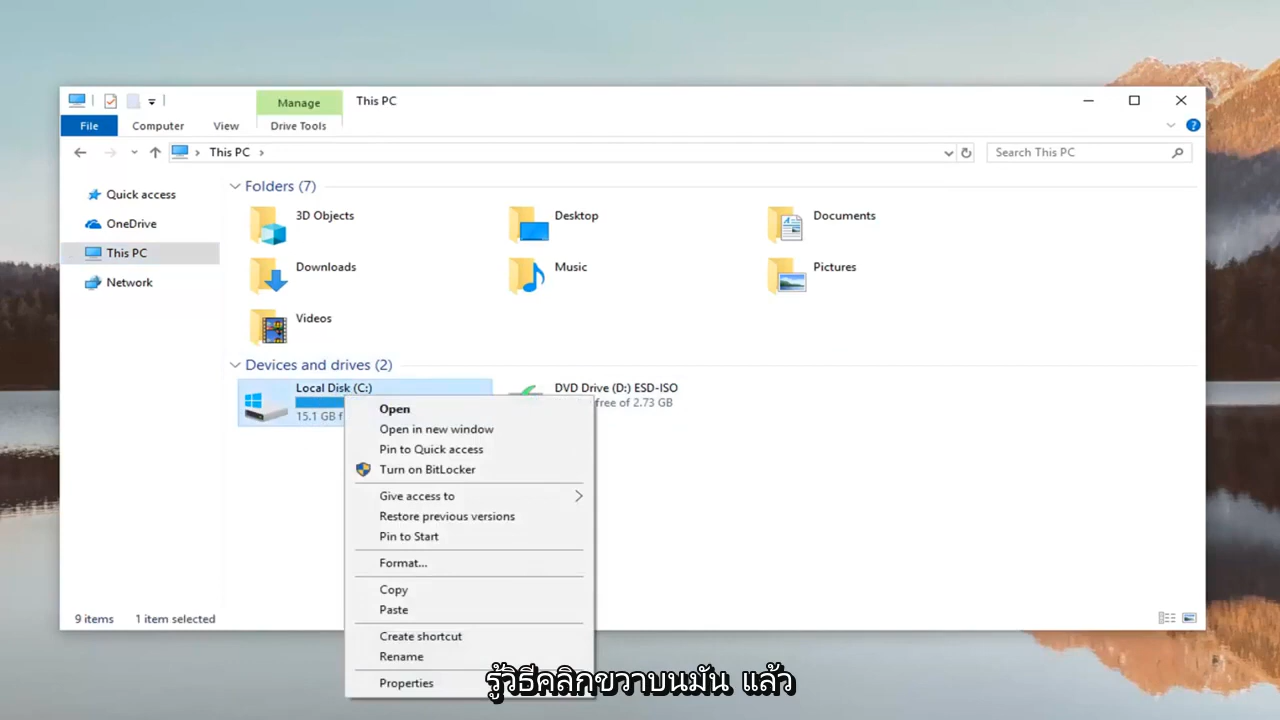 Manage
This PC
File
Computer
View
Drive Tools
This PC
Search This PC
Quick access
OneDrive
This PC
Network
Folders (7)
3D Objects
Desktop
Documents
Downloads
Music
Pictures
Videos
Devices and drives (2)
Local Disk (C:)
15.1 GB f
DVD Drive (D:) ESD-ISO
free of 2.73 GB
Open
Open in new window
Pin to Quick access
Turn on BitLocker
Give access to
Restore previous versions
Pin to Start
Format...
Copy
Paste
Create shortcut
Rename
Properties
9 items
1 item selected
รู้วิธีคลิกขวาบนมัน แล้ว